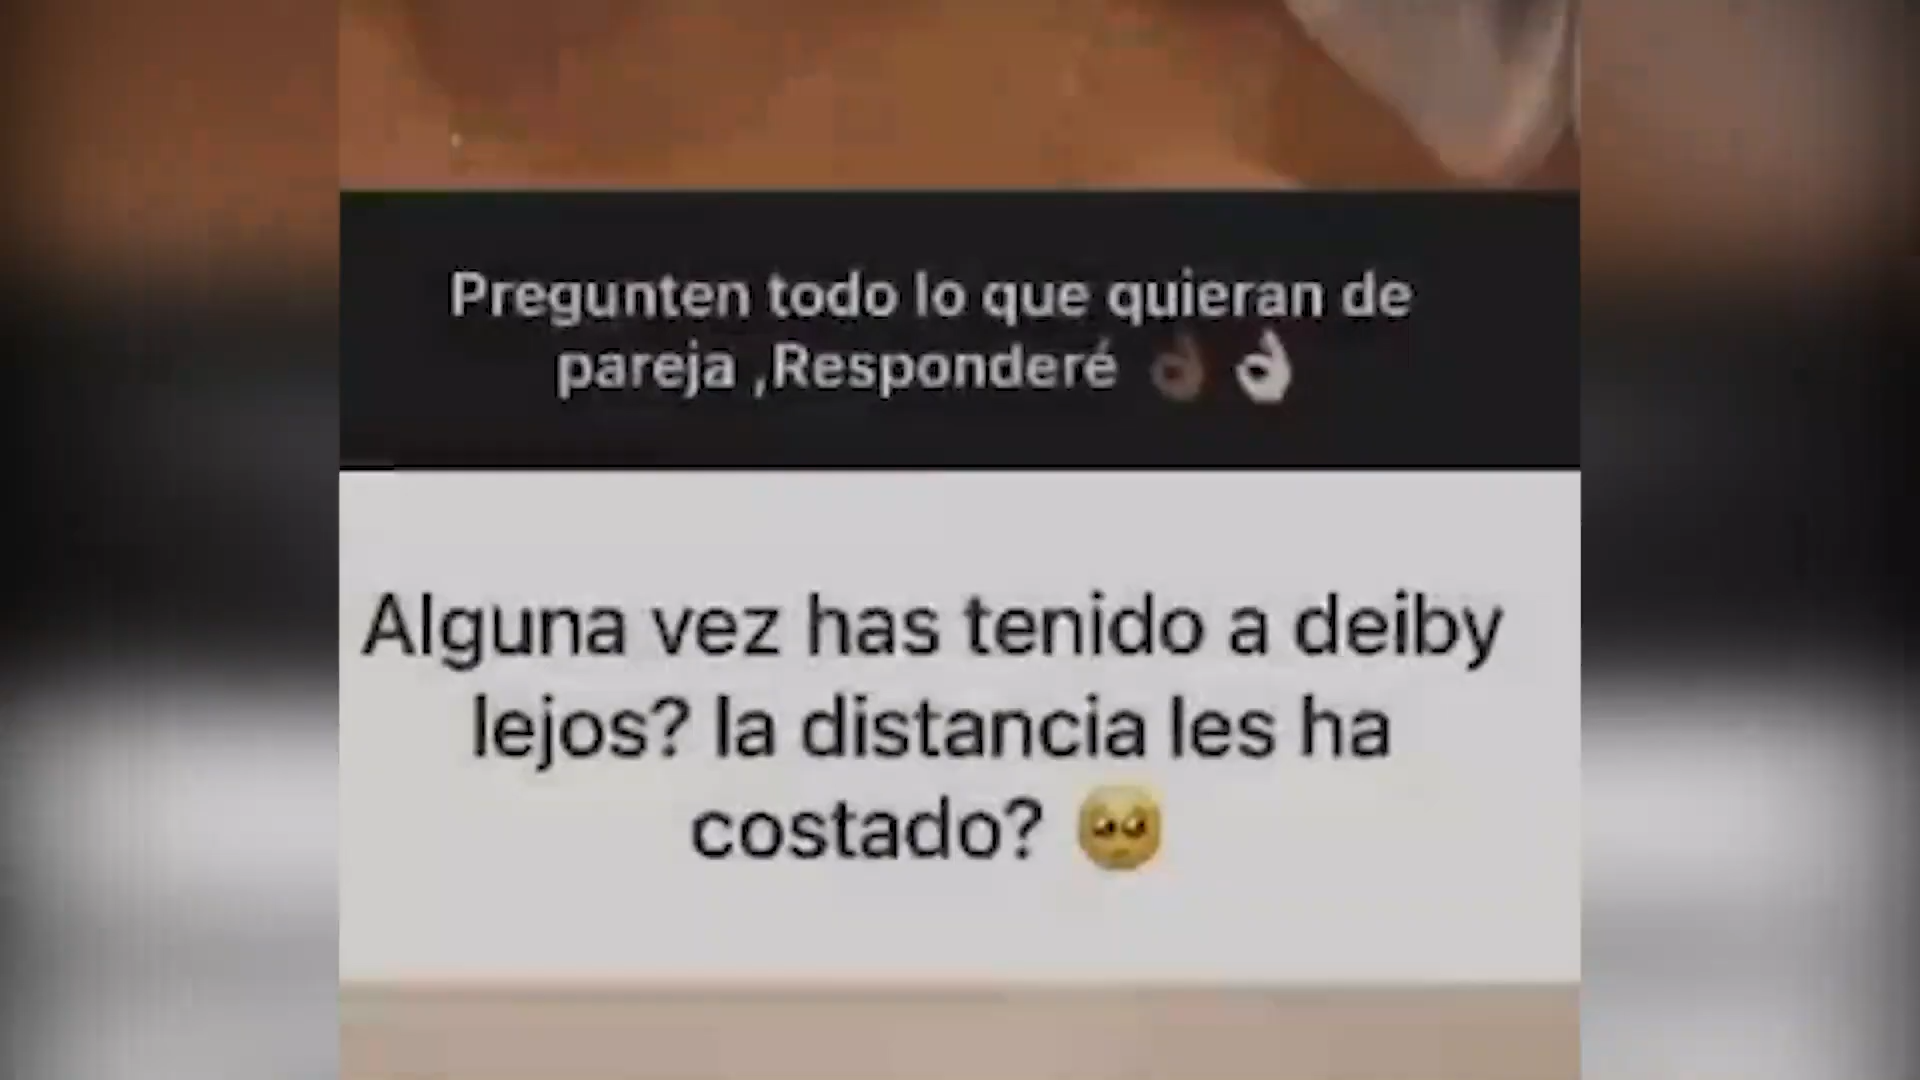 Pregunten todo lo que quieran de
pareja ,Responderé 👌🏾 👌🏻
Alguna vez has tenido a deiby
lejos? la distancia les ha
costado? 🥺